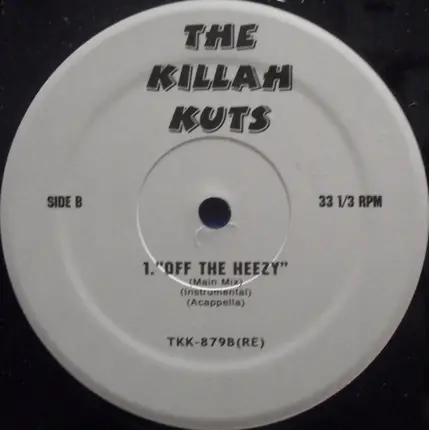 THE
KILLAH
KUTS
SIDE B
33 1/3 RPM
1."OFF THE HEEZY"
(Main Mix)
(Instrumental)
(Acappella)
TKK-879B(RE)